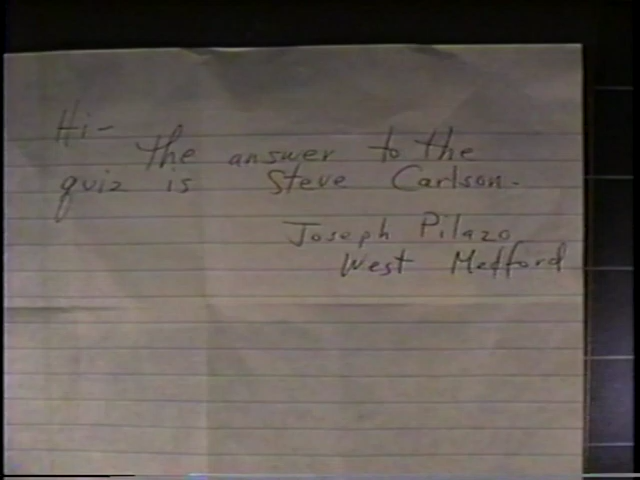 Hi-
The answer to the
quiz is Steve Carlson.
Joseph Pilazo
West Medford